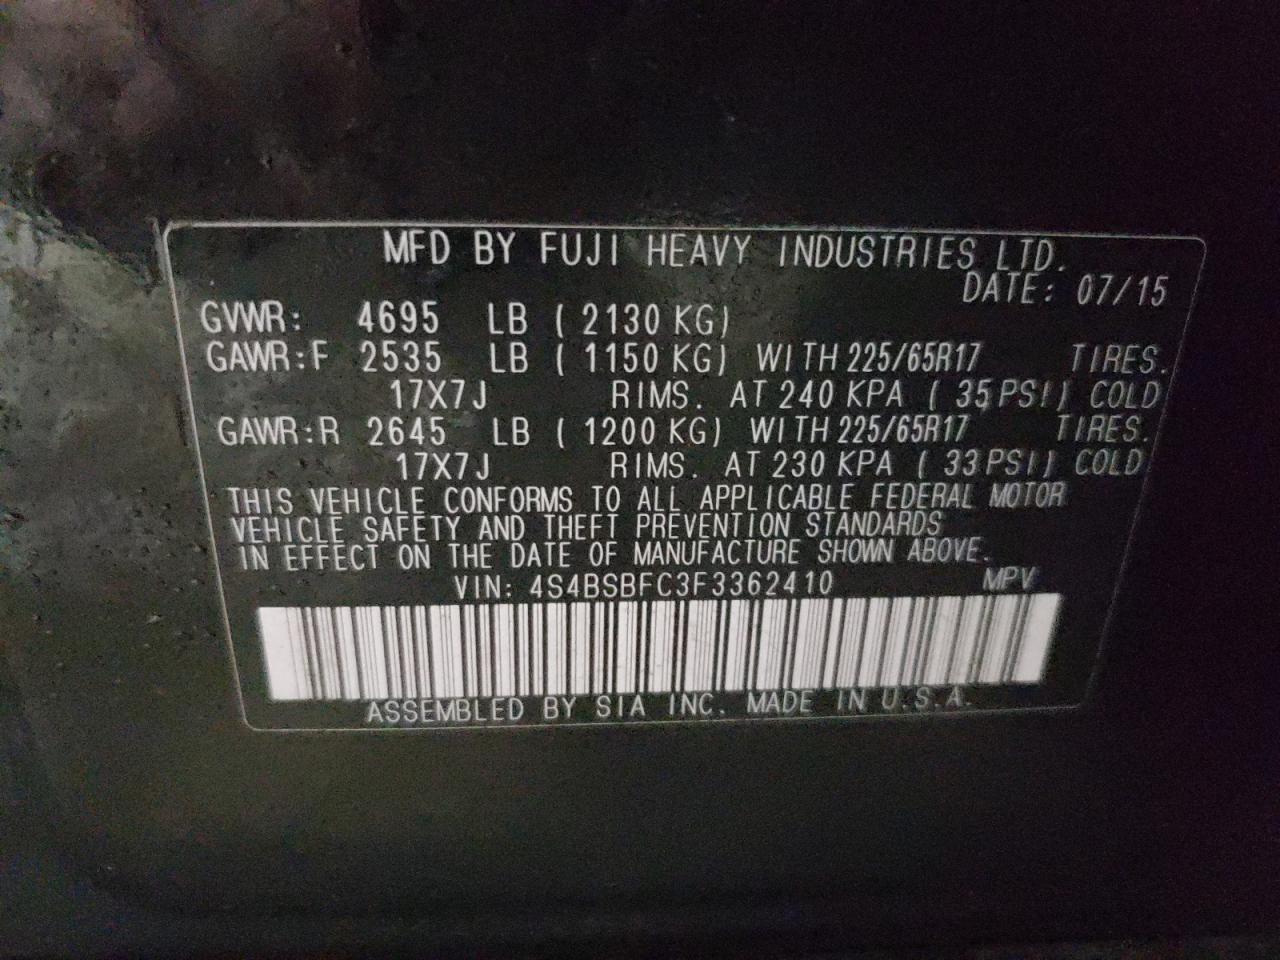 MFD BY FUJI HEAVY INDUSTRIES LTD.
DATE: 07/15
GVWR: 4695 LB ( 2130 KG)
GAWR:F 2535 LB ( 1150 KG) WITH 225/65R17 TIRES.
17X7J RIMS. AT 240 KPA ( 35 PSI) COLD
GAWR:R 2645 LB ( 1200 KG) WITH 225/65R17 TIRES.
17X7J RIMS. AT 230 KPA ( 33 PSI) COLD
THIS VEHICLE CONFORMS TO ALL APPLICABLE FEDERAL MOTOR
VEHICLE SAFETY AND THEFT PREVENTION STANDARDS
IN EFFECT ON THE DATE OF MANUFACTURE SHOWN ABOVE.
VIN: 4S4BSBFC3F3362410 MPV
ASSEMBLED BY SIA INC. MADE IN U.S.A.